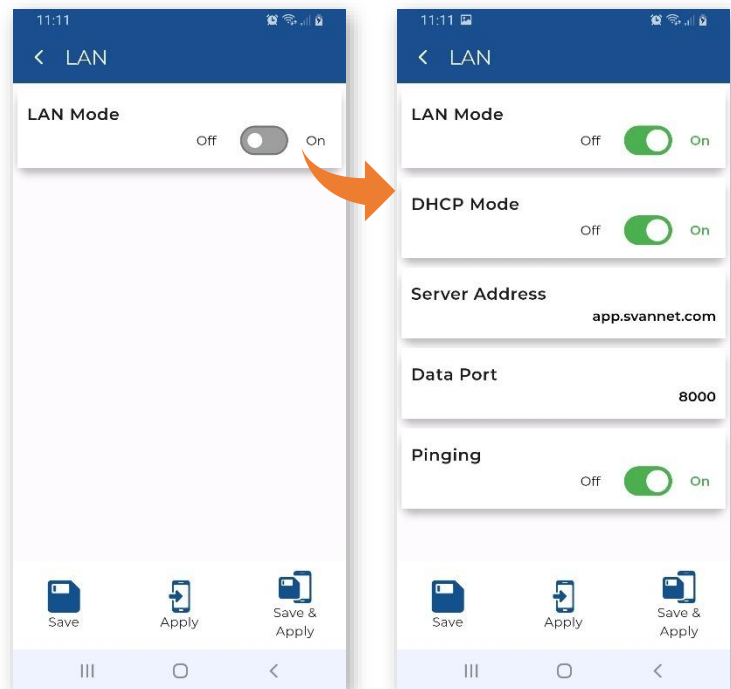 11:11
LAN
LAN Mode
Off On
Save
Apply
Save &
Apply
11:11
LAN
LAN Mode
Off On
DHCP Mode
Off On
Server Address
app.svannet.com
Data Port
8000
Pinging
Off On
Save
Apply
Save &
Apply